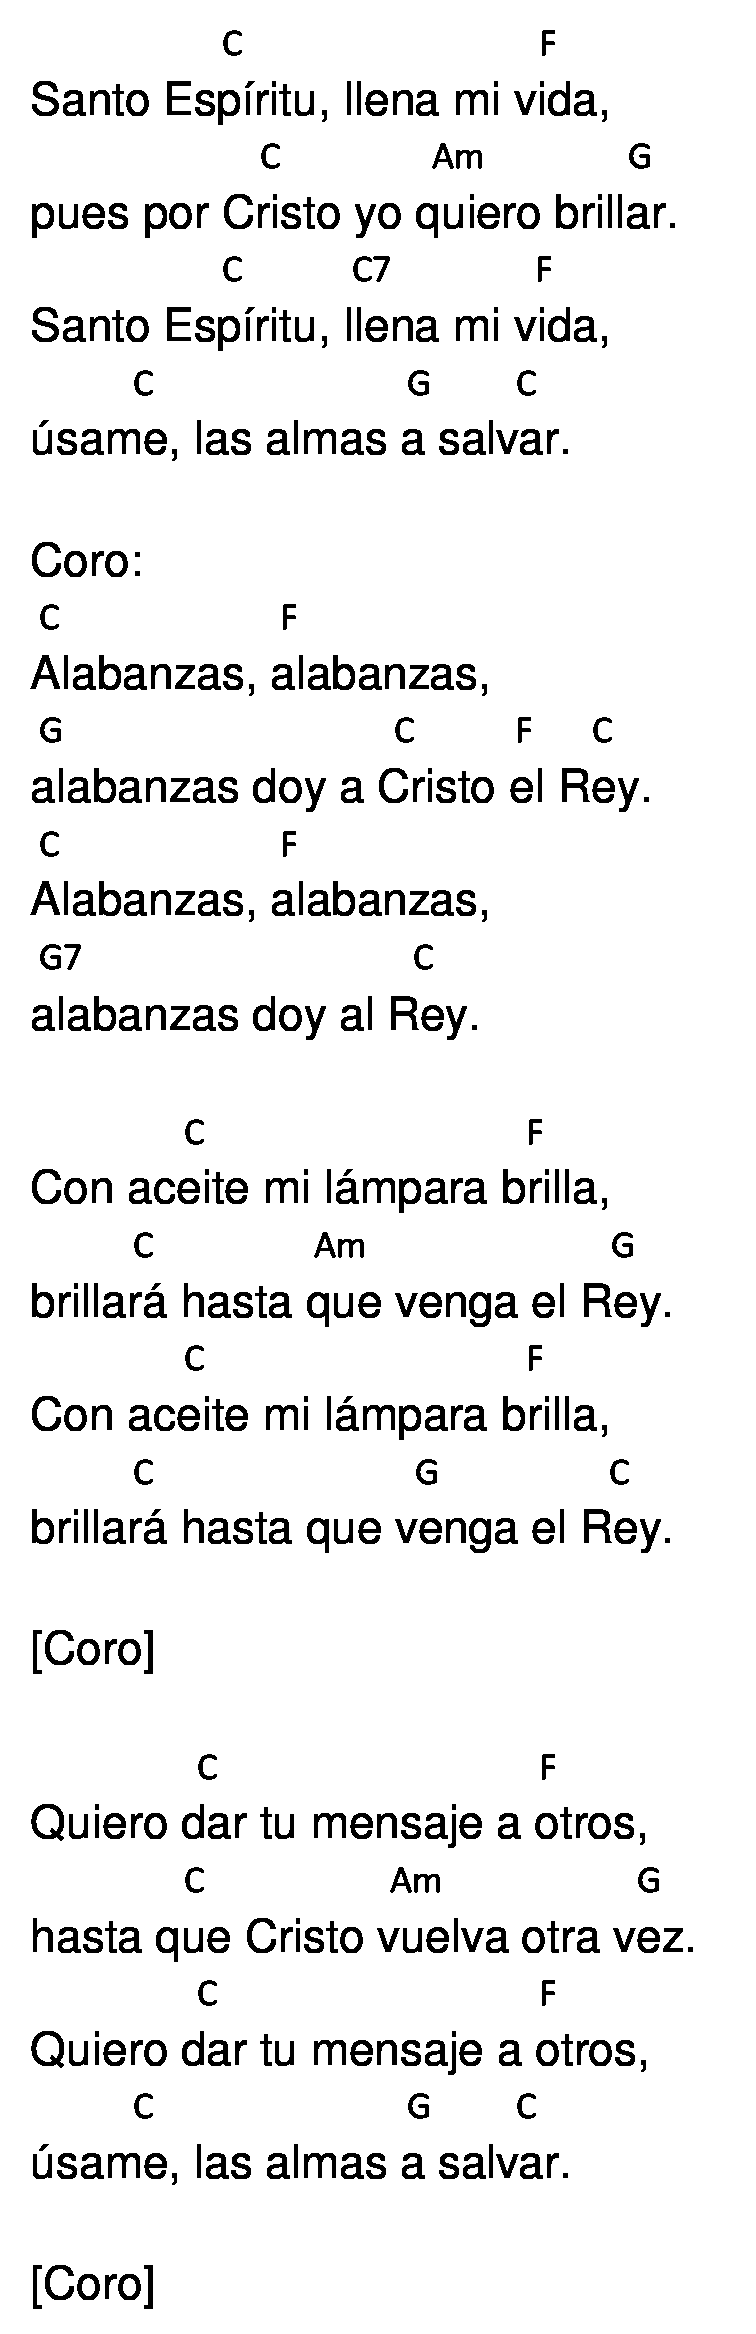 C F
Santo Espíritu, llena mi vida,
C Am G
pues por Cristo yo quiero brillar.
C C7 F
Santo Espíritu, llena mi vida,
C G C
úsame, las almas a salvar.
Coro:
C F
Alabanzas, alabanzas,
G C F C
alabanzas doy a Cristo el Rey.
C F
Alabanzas, alabanzas,
G7 C
alabanzas doy al Rey.
C F
Con aceite mi lámpara brilla,
C Am G
brillará hasta que venga el Rey.
C F
Con aceite mi lámpara brilla,
C G C
brillará hasta que venga el Rey.
[Coro]
C F
Quiero dar tu mensaje a otros,
C Am G
hasta que Cristo vuelva otra vez.
C F
Quiero dar tu mensaje a otros,
C G C
úsame, las almas a salvar.
[Coro]